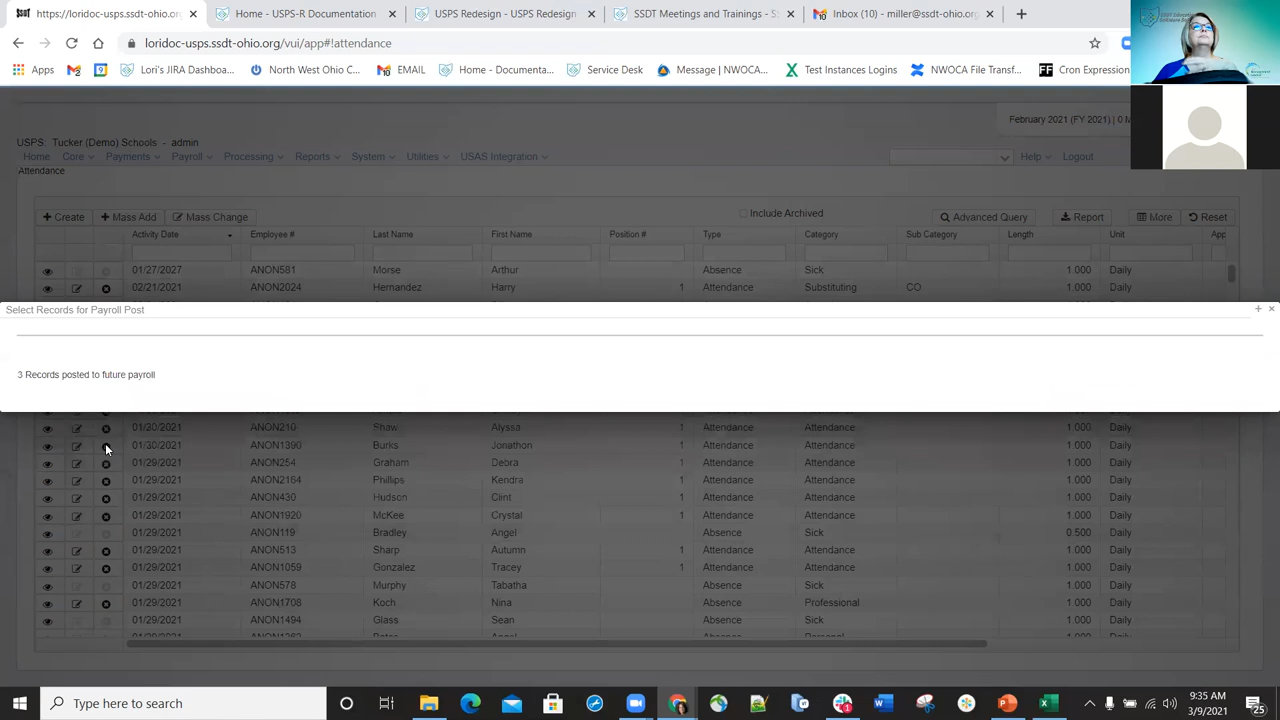 https://loridoc-usps.ssdt-ohio.org
Home - USPS-R Documentation
USPS Redesign - USPS Redesign
SSDT Meetings and Trainings - S
Inbox (10) - miller@ssdt-ohio.org
loridoc-usps.ssdt-ohio.org/vui/app#!attendance
Apps
Lori's JIRA Dashboa...
North West Ohio C...
EMAIL
Home - Documenta...
Service Desk
Message | NWOCA...
Test Instances Logins
NWOCA File Transf...
FF Cron Expression
February 2021 (FY 2021) | 0 M
USPS: Tucker (Demo) Schools - admin
Home Core Payments Payroll Processing Reports System Utilities USAS Integration Help Logout
Attendance
Create Mass Add Mass Change Include Archived Advanced Query Report More Reset
Activity Date Employee # Last Name First Name Position # Type Category Sub Category Length Unit App
01/27/2027 ANON581 Morse Arthur Absence Sick 1.000 Daily
02/21/2021 ANON2024 Hernandez Harry 1 Attendance Substituting CO 1.000 Daily
Select Records for Payroll Post
3 Records posted to future payroll
01/30/2021 ANON210 Shaw Alyssa 1 Attendance Attendance 1.000 Daily
01/30/2021 ANON1390 Burks Jonathon 1 Attendance Attendance 1.000 Daily
01/29/2021 ANON254 Graham Debra 1 Attendance Attendance 1.000 Daily
01/29/2021 ANON2164 Phillips Kendra 1 Attendance Attendance 1.000 Daily
01/29/2021 ANON430 Hudson Clint 1 Attendance Attendance 1.000 Daily
01/29/2021 ANON1920 McKee Crystal 1 Attendance Attendance 1.000 Daily
01/29/2021 ANON119 Bradley Angel Absence Sick 0.500 Daily
01/29/2021 ANON513 Sharp Autumn 1 Attendance Attendance 1.000 Daily
01/29/2021 ANON1059 Gonzalez Tracey 1 Attendance Attendance 1.000 Daily
01/29/2021 ANON578 Murphy Tabatha Absence Sick 1.000 Daily
01/29/2021 ANON1708 Koch Nina Absence Professional 1.000 Daily
01/29/2021 ANON1494 Glass Sean Absence Sick 1.000 Daily
Type here to search
9:35 AM
3/9/2021
25